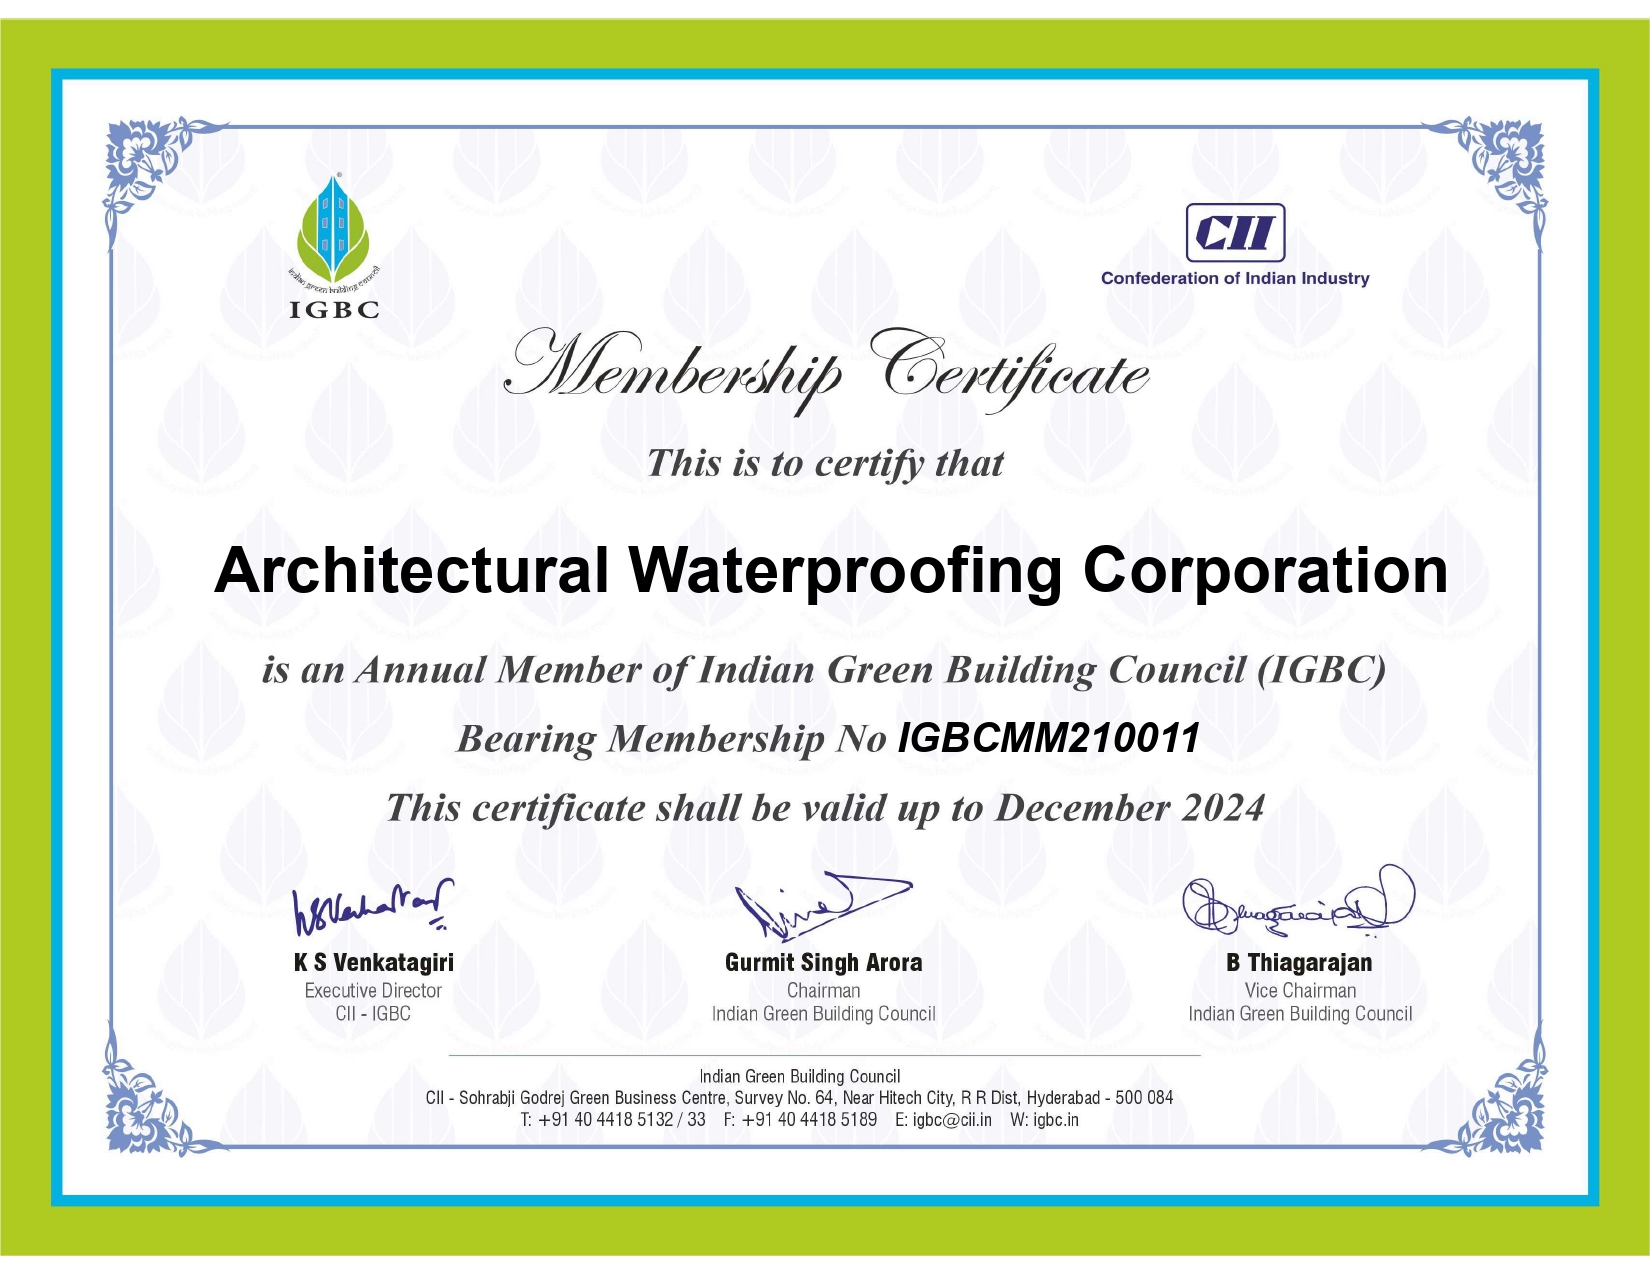 indian green building council
IGBC
CII
Confederation of Indian Industry
Membership Certificate
This is to certify that
Architectural Waterproofing Corporation
is an Annual Member of Indian Green Building Council (IGBC)
Bearing Membership No IGBCMM210011
This certificate shall be valid up to December 2024
K S Venkatagiri
Executive Director
CII - IGBC
Gurmit Singh Arora
Chairman
Indian Green Building Council
B Thiagarajan
Vice Chairman
Indian Green Building Council
Indian Green Building Council
CII - Sohrabji Godrej Green Business Centre, Survey No. 64, Near Hitech City, R R Dist, Hyderabad - 500 084
T: +91 40 4418 5132 / 33 F: +91 40 4418 5189 E: igbc@cii.in W: igbc.in